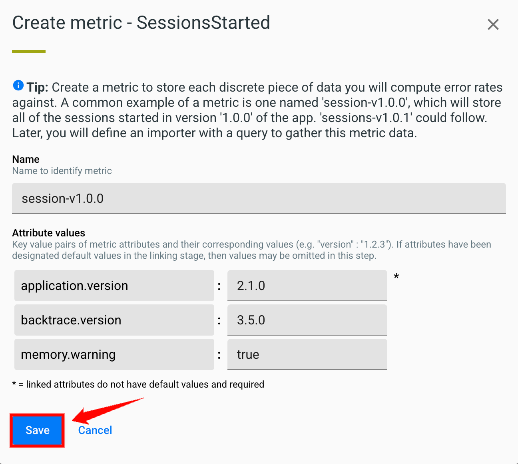 Create metric - SessionsStarted
Tip: Create a metric to store each discrete piece of data you will compute error rates
against. A common example of a metric is one named 'session-v1.0.0', which will store
all of the sessions started in version '1.0.0' of the app. 'sessions-v1.0.1' could follow.
Later, you will define an importer with a query to gather this metric data.
Name
Name to identify metric
session-v1.0.0
Attribute values
Key value pairs of metric attributes and their corresponding values (e.g. "version" : "1.2.3"). If attributes have been
designated default values in the linking stage, then values may be omitted in this step.
application.version : 2.1.0 *
backtrace.version : 3.5.0
memory.warning : true
* = linked attributes do not have default values and required
Save Cancel